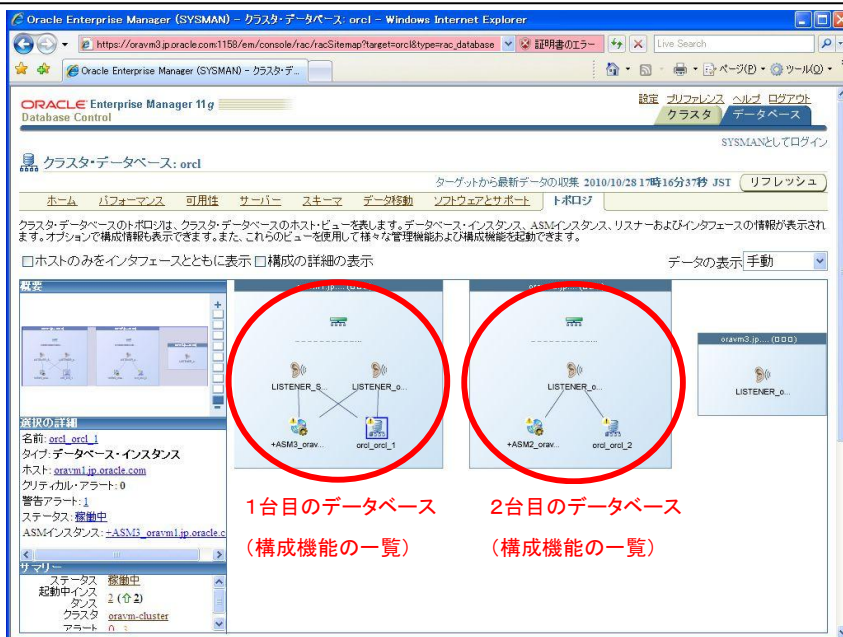 Oracle Enterprise Manager (SYSMAN) - クラスタ・データベース: orcl - Windows Internet Explorer
https://oravm3.jp.oracle.com:1158/em/console/rac/racSitemap?target=orcl&type=rac_database
証明書のエラー
Live Search
Oracle Enterprise Manager (SYSMAN) - クラスタ・デ...
ページ(P) ツール(O)
ORACLE Enterprise Manager 11g
Database Control
設定 プリファレンス ヘルプ ログアウト
クラスタ データベース
SYSMANとしてログイン
クラスタ・データベース: orcl
ターゲットから最新データの収集 2010/10/28 17時16分37秒 JST リフレッシュ
ホーム パフォーマンス 可用性 サーバー スキーマ データ移動 ソフトウェアとサポート トポロジ
クラスタ・データベースのトポロジは、クラスタ・データベースのホスト・ビューを表します。データベース・インスタンス、ASMインスタンス、リスナーおよびインタフェースの情報が表示され
ます。オプションで構成情報も表示できます。また、これらのビューを使用して様々な管理機能および構成機能を起動できます。
ホストのみをインタフェースとともに表示 構成の詳細の表示
データの表示 手動
概要
oravm3.jp.... (□□□)
LISTENER_S... LISTENER_o...
+ASM3_orav... orcl_orcl_1
LISTENER_o...
+ASM2_orav... orcl_orcl_2
LISTENER_o...
選択の詳細
名前: orcl_orcl_1
タイプ: データベース・インスタンス
ホスト: oravm1.jp.oracle.com
クリティカル・アラート: 0
警告アラート: 1
ステータス: 稼働中
ASMインスタンス: +ASM3_oravm1.jp.oracle.c
サマリー
ステータス 稼働中
起動中インスタンス 2 (2)
クラスタ oravm-cluster
アラート 0 3
1台目のデータベース
(構成機能の一覧)
2台目のデータベース
(構成機能の一覧)